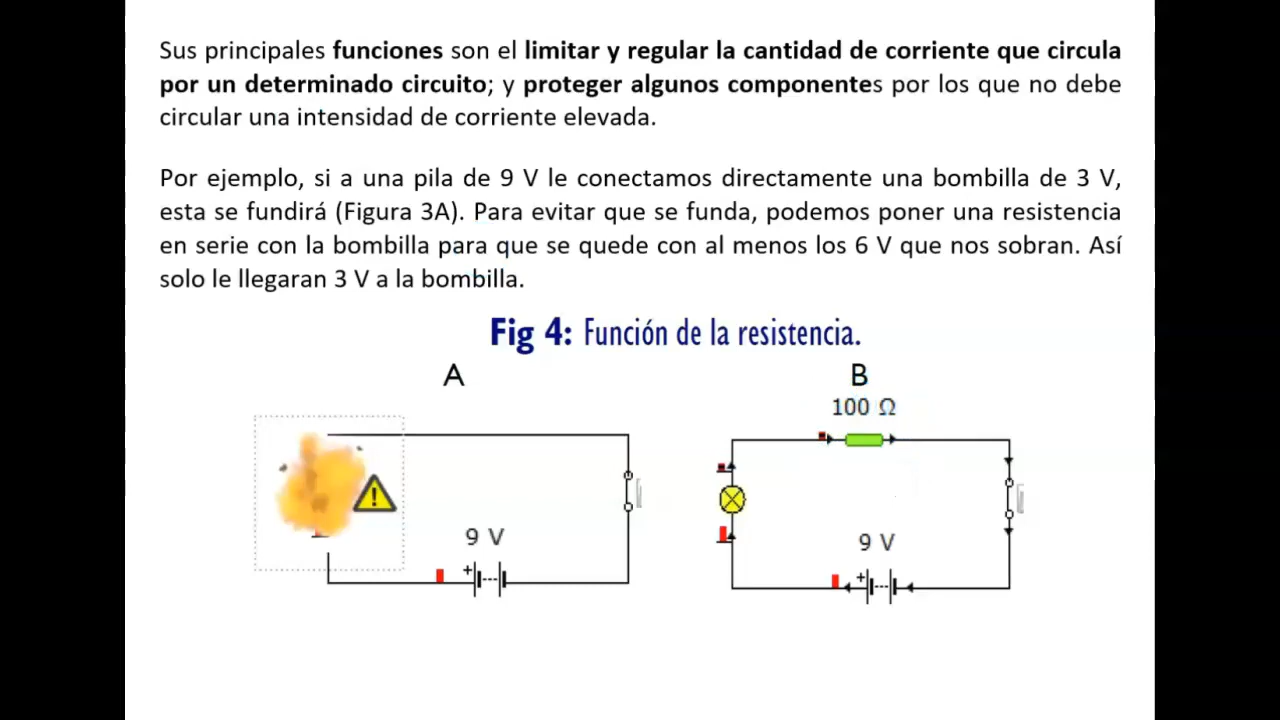 Sus principales funciones son el limitar y regular la cantidad de corriente que circula
por un determinado circuito; y proteger algunos componentes por los que no debe
circular una intensidad de corriente elevada.
Por ejemplo, si a una pila de 9 V le conectamos directamente una bombilla de 3 V,
esta se fundirá (Figura 3A). Para evitar que se funda, podemos poner una resistencia
en serie con la bombilla para que se quede con al menos los 6 V que nos sobran. Así
solo le llegaran 3 V a la bombilla.
Fig 4: Función de la resistencia.
A
B
100 Ω
9 V
+
9 V
+